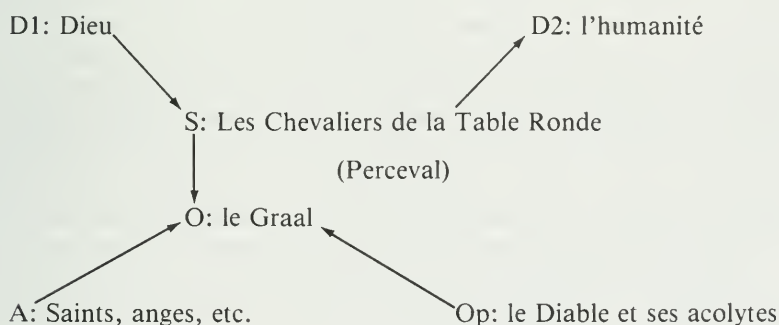 D1: Dieu D2: l'humanité
S: Les Chevaliers de la Table Ronde
(Perceval)
O: le Graal
A: Saints, anges, etc. Op: le Diable et ses acolytes